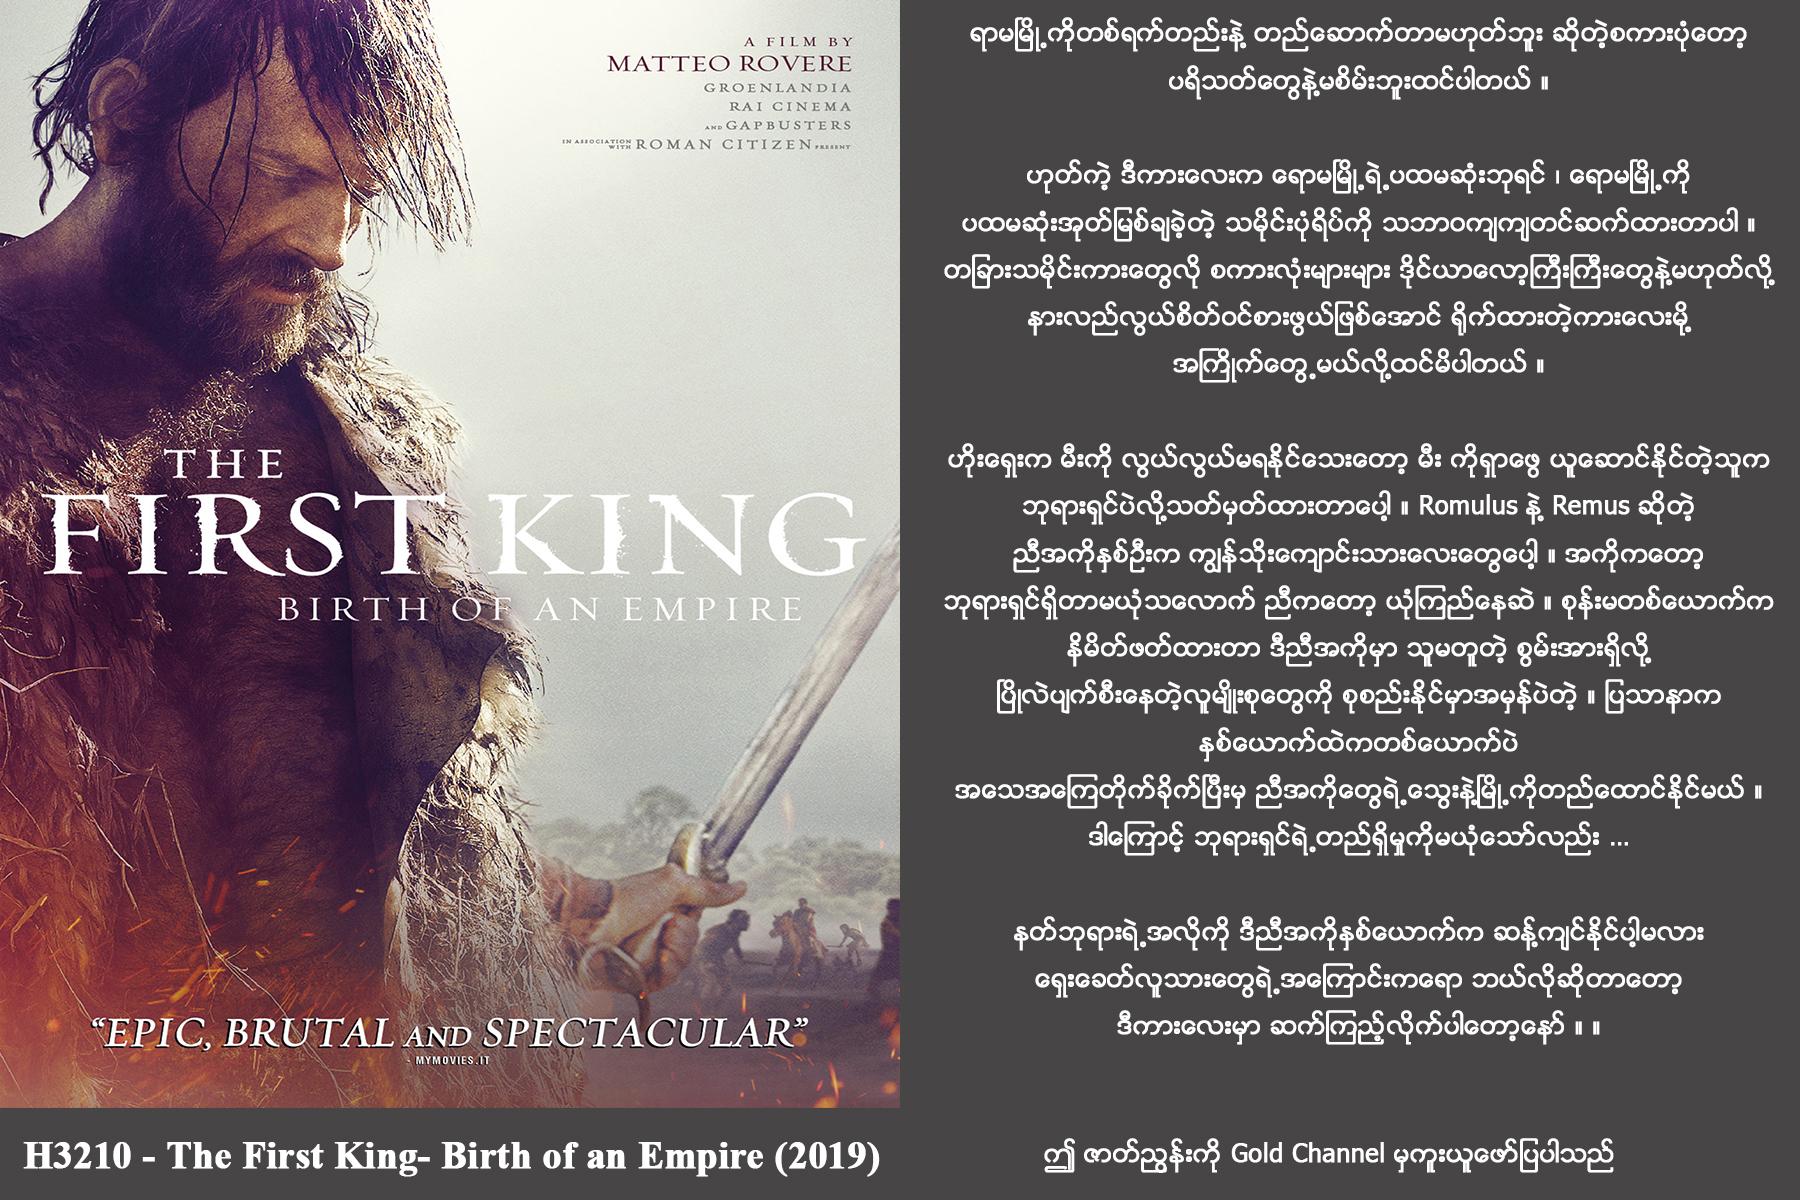 A FILM BY
MATTEO ROVERE
GROENLANDIA
RAI CINEMA
AND GAPBUSTERS
IN ASSOCIATION WITH ROMAN CITIZEN PRESENT
THE
FIRST KING
BIRTH OF AN EMPIRE
“EPIC, BRUTAL AND SPECTACULAR”
- MYMOVIES.IT
H3210 - The First King- Birth of an Empire (2019)
ရာမမြို့ကိုတစ်ရက်တည်းနဲ့ တည်ဆောက်တာမဟုတ်ဘူး ဆိုတဲ့စကားပုံတော့
ပရိသတ်တွေနဲ့မစိမ်းဘူးထင်ပါတယ် ။
ဟုတ်ကဲ့ ဒီကားလေးက ရောမမြို့ရဲ့ပထမဆုံးဘုရင် ၊ ရောမမြို့ကို
ပထမဆုံးအုတ်မြစ်ချခဲ့တဲ့ သမိုင်းပုံရိပ်ကို သဘာဝကျကျတင်ဆက်ထားတာပါ ။
တခြားသမိုင်းကားတွေလို စကားလုံးများများ ဒိုင်ယာလော့ကြီးကြီးတွေနဲ့မဟုတ်လို့
နားလည်လွယ်စိတ်ဝင်စားဖွယ်ဖြစ်အောင် ရိုက်ထားတဲ့ကားလေးမို့
အကြိုက်တွေ့မယ်လို့ထင်မိပါတယ် ။
ဟိုးရှေးက မီးကို လွယ်လွယ်မရနိုင်သေးတော့ မီး ကိုရှာဖွေ ယူဆောင်နိုင်တဲ့သူက
ဘုရားရှင်ပဲလို့သတ်မှတ်ထားတာပေါ့ ။ Romulus နဲ့ Remus ဆိုတဲ့
ညီအကိုနှစ်ဦးက ကျွန်သိုးကျောင်းသားလေးတွေပေါ့ ။ အကိုကတော့
ဘုရားရှင်ရှိတာမယုံသလောက် ညီကတော့ ယုံကြည်နေဆဲ ။ စုန်းမတစ်ယောက်က
နိမိတ်ဖတ်ထားတာ ဒီညီအကိုမှာ သူမတူတဲ့ စွမ်းအားရှိလို့
ပြိုလဲပျက်စီးနေတဲ့လူမျိုးစုတွေကို စုစည်းနိုင်မှာအမှန်ပဲတဲ့ ။ ပြသာနာက
နှစ်ယောက်ထဲကတစ်ယောက်ပဲ
အသေအကြေတိုက်ခိုက်ပြီးမှ ညီအကိုတွေရဲ့သွေးနဲ့မြို့ကိုတည်ထောင်နိုင်မယ် ။
ဒါကြောင့် ဘုရားရှင်ရဲ့တည်ရှိမှုကိုမယုံသော်လည်း ...
နတ်ဘုရားရဲ့အလိုကို ဒီညီအကိုနှစ်ယောက်က ဆန့်ကျင်နိုင်ပါ့မလား
ရှေးခေတ်လူသားတွေရဲ့အကြောင်းကရော ဘယ်လိုဆိုတာတော့
ဒီကားလေးမှာ ဆက်ကြည့်လိုက်ပါတော့နော် ။ ။
ဤ ဇာတ်ညွှန်းကို Gold Channel မှကူးယူဖော်ပြပါသည်